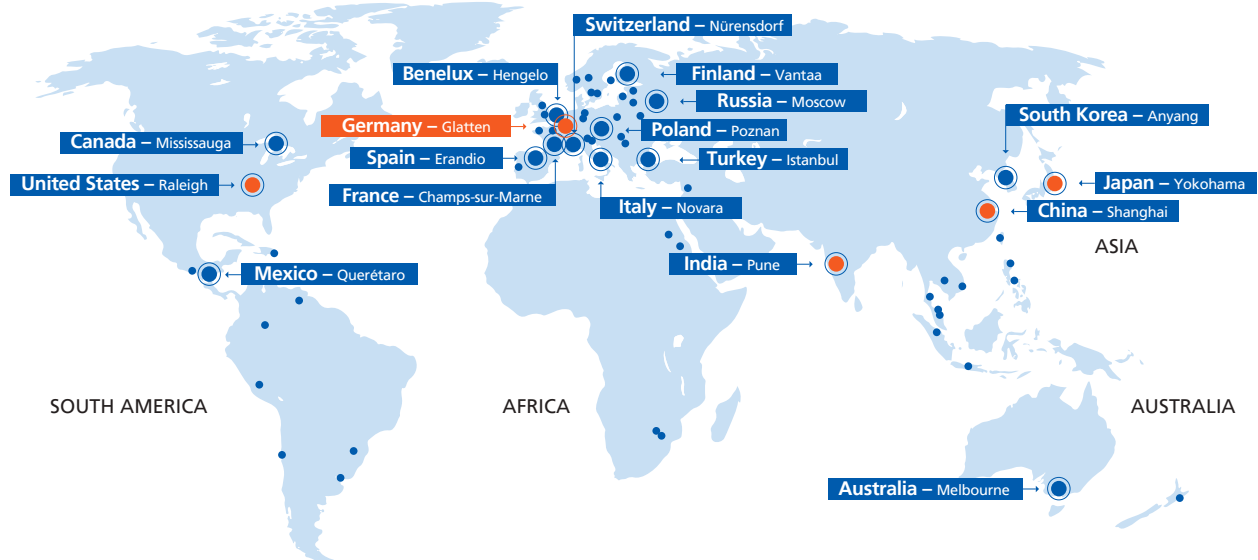 Switzerland – Nürensdorf
Benelux – Hengelo
Finland – Vantaa
Russia – Moscow
South Korea – Anyang
Germany – Glatten
Poland – Poznan
Canada – Mississauga
Spain – Erandio
Turkey – Istanbul
United States – Raleigh
Japan – Yokohama
France – Champs-sur-Marne
Italy – Novara
China – Shanghai
ASIA
India – Pune
Mexico – Querétaro
SOUTH AMERICA
AFRICA
AUSTRALIA
Australia – Melbourne